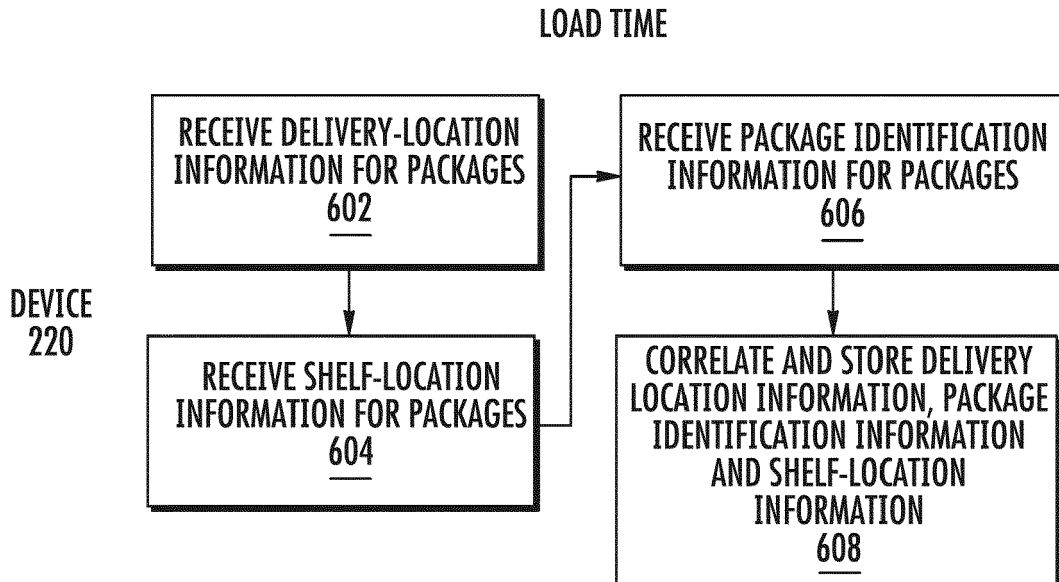 LOAD TIME
RECEIVE DELIVERY-LOCATION
INFORMATION FOR PACKAGES
602
RECEIVE PACKAGE IDENTIFICATION
INFORMATION FOR PACKAGES
606
DEVICE
220
RECEIVE SHELF-LOCATION
INFORMATION FOR PACKAGES
604
CORRELATE AND STORE DELIVERY
LOCATION INFORMATION, PACKAGE
IDENTIFICATION INFORMATION
AND SHELF-LOCATION
INFORMATION
608